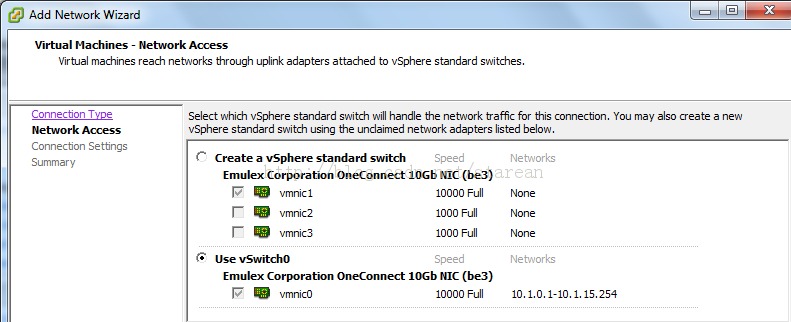 Add Network Wizard
Virtual Machines - Network Access
Virtual machines reach networks through uplink adapters attached to vSphere standard switches.
Connection Type
Network Access
Connection Settings
Summary
Select which vSphere standard switch will handle the network traffic for this connection. You may also create a new
vSphere standard switch using the unclaimed network adapters listed below.
Create a vSphere standard switch Speed Networks
Emulex Corporation OneConnect 10Gb NIC (be3)
vmnic1 10000 Full None
vmnic2 1000 Full None
vmnic3 1000 Full None
Use vSwitch0 Speed Networks
Emulex Corporation OneConnect 10Gb NIC (be3)
vmnic0 10000 Full 10.1.0.1-10.1.15.254